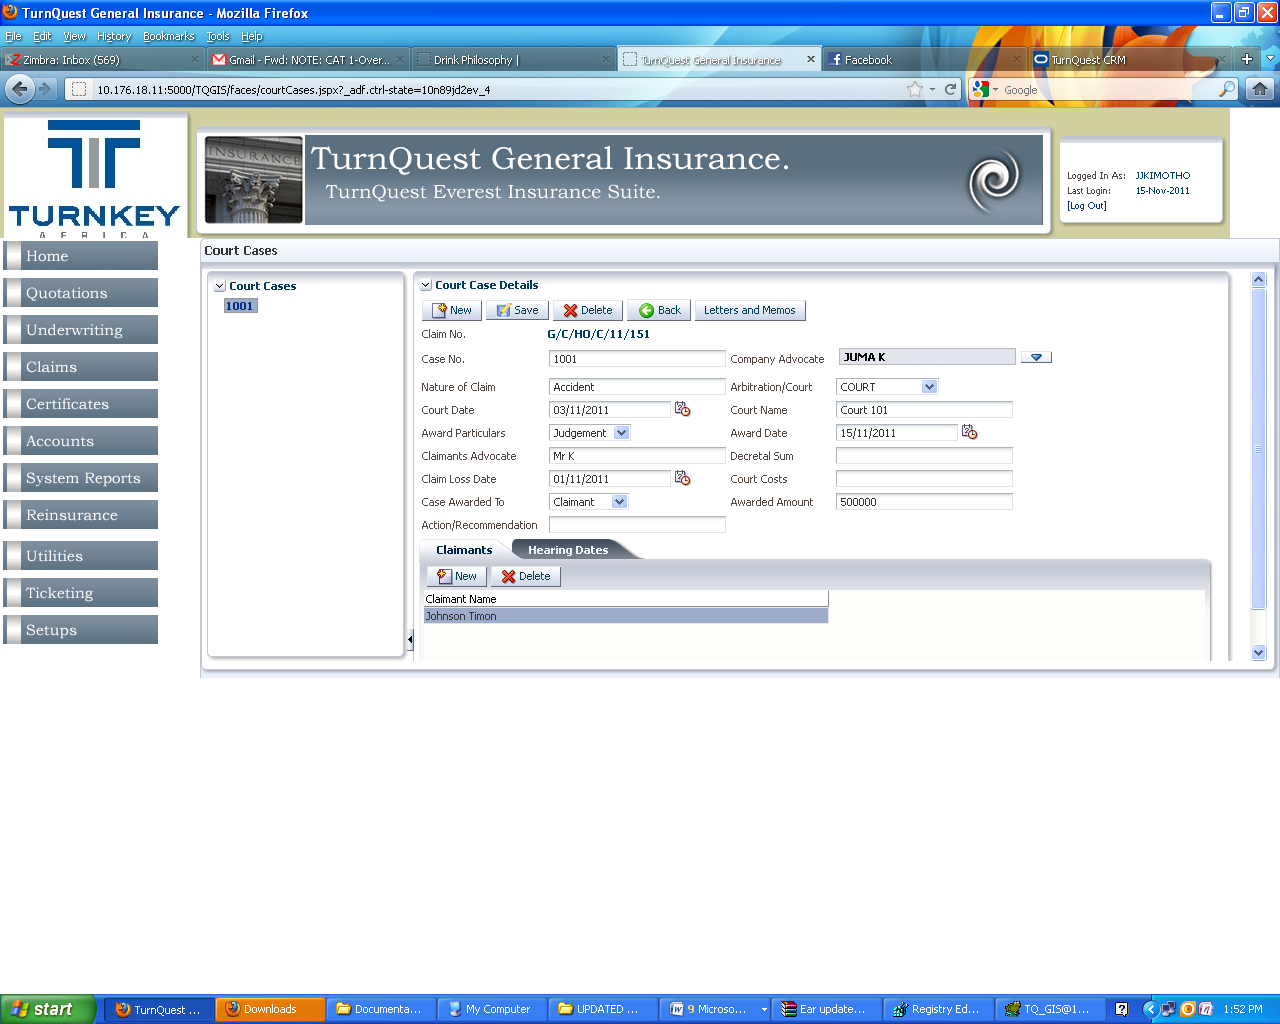 TurnQuest General Insurance - Mozilla Firefox
File Edit View History Bookmarks Tools Help
Zimbra: Inbox (569) Gmail - Fwd: NOTE: CAT 1-Over... Drink Philosophy | TurnQuest General Insurance Facebook TurnQuest CRM
10.176.18.11:5000/TQGIS/faces/courtCases.jspx?_adf.ctrl-state=10n89jd2ev_4 Google
TURNKEY
AFRICA
INSURANCE
TurnQuest General Insurance.
TurnQuest Everest Insurance Suite.
Logged In As: JJKIMOTHO
Last Login: 15-Nov-2011
[Log Out]
Home
Quotations
Underwriting
Claims
Certificates
Accounts
System Reports
Reinsurance
Utilities
Ticketing
Setups
Court Cases
Court Cases
1001
Court Case Details
New Save Delete Back Letters and Memos
Claim No. G/C/HO/C/11/151
Case No. 1001 Company Advocate JUMA K
Nature of Claim Accident Arbitration/Court COURT
Court Date 03/11/2011 Court Name Court 101
Award Particulars Judgement Award Date 15/11/2011
Claimants Advocate Mr K Decretal Sum
Claim Loss Date 01/11/2011 Court Costs
Case Awarded To Claimant Awarded Amount 500000
Action/Recommendation
Claimants Hearing Dates
New Delete
Claimant Name
Johnson Timon
start TurnQuest ... Downloads Documenta... My Computer UPDATED ... 9 Microso... Ear update... Registry Ed... TQ_GIS@1... 1:52 PM